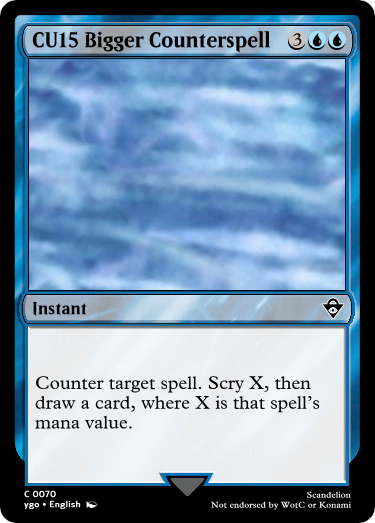 CU15 Bigger Counterspell 3
Instant
Counter target spell. Scry X, then
draw a card, where X is that spell's
mana value.
C 0070
ygo • English
Scandelion
Not endorsed by WotC or Konami